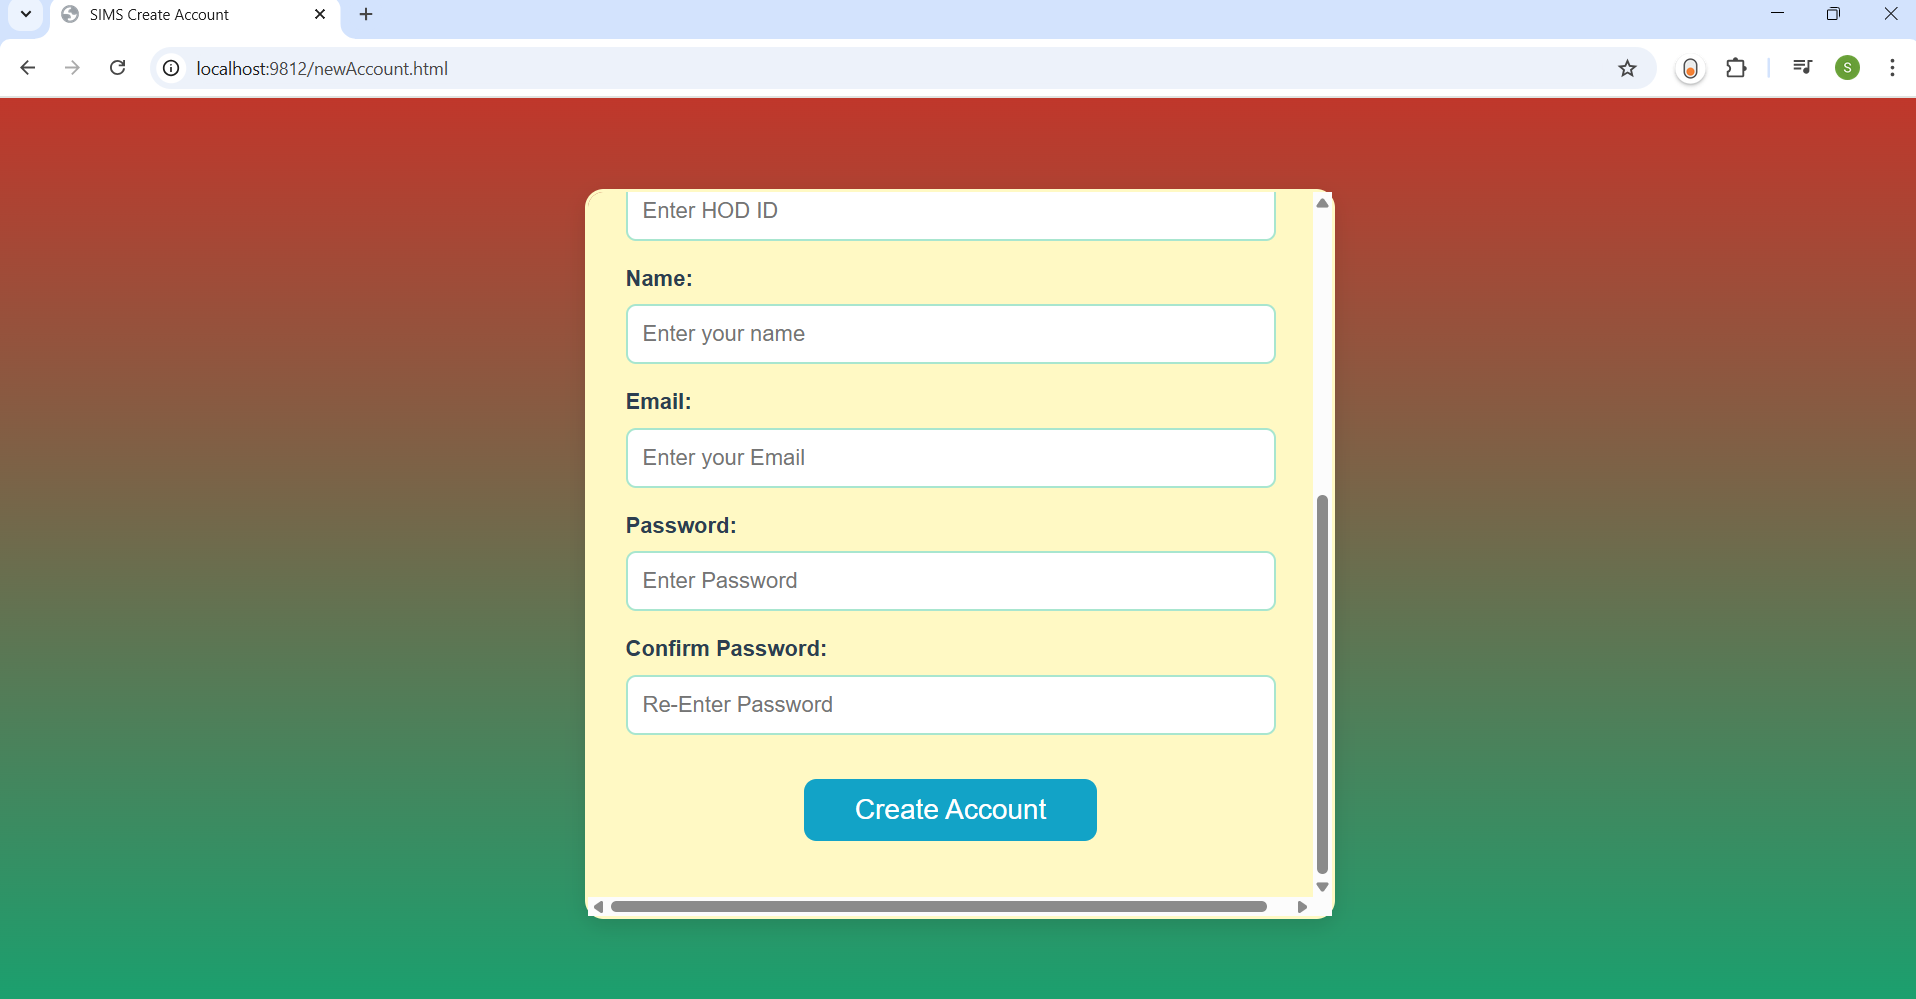 SIMS Create Account
localhost:9812/newAccount.html
S
Enter HOD ID
Name:
Enter your name
Email:
Enter your Email
Password:
Enter Password
Confirm Password:
Re-Enter Password
Create Account